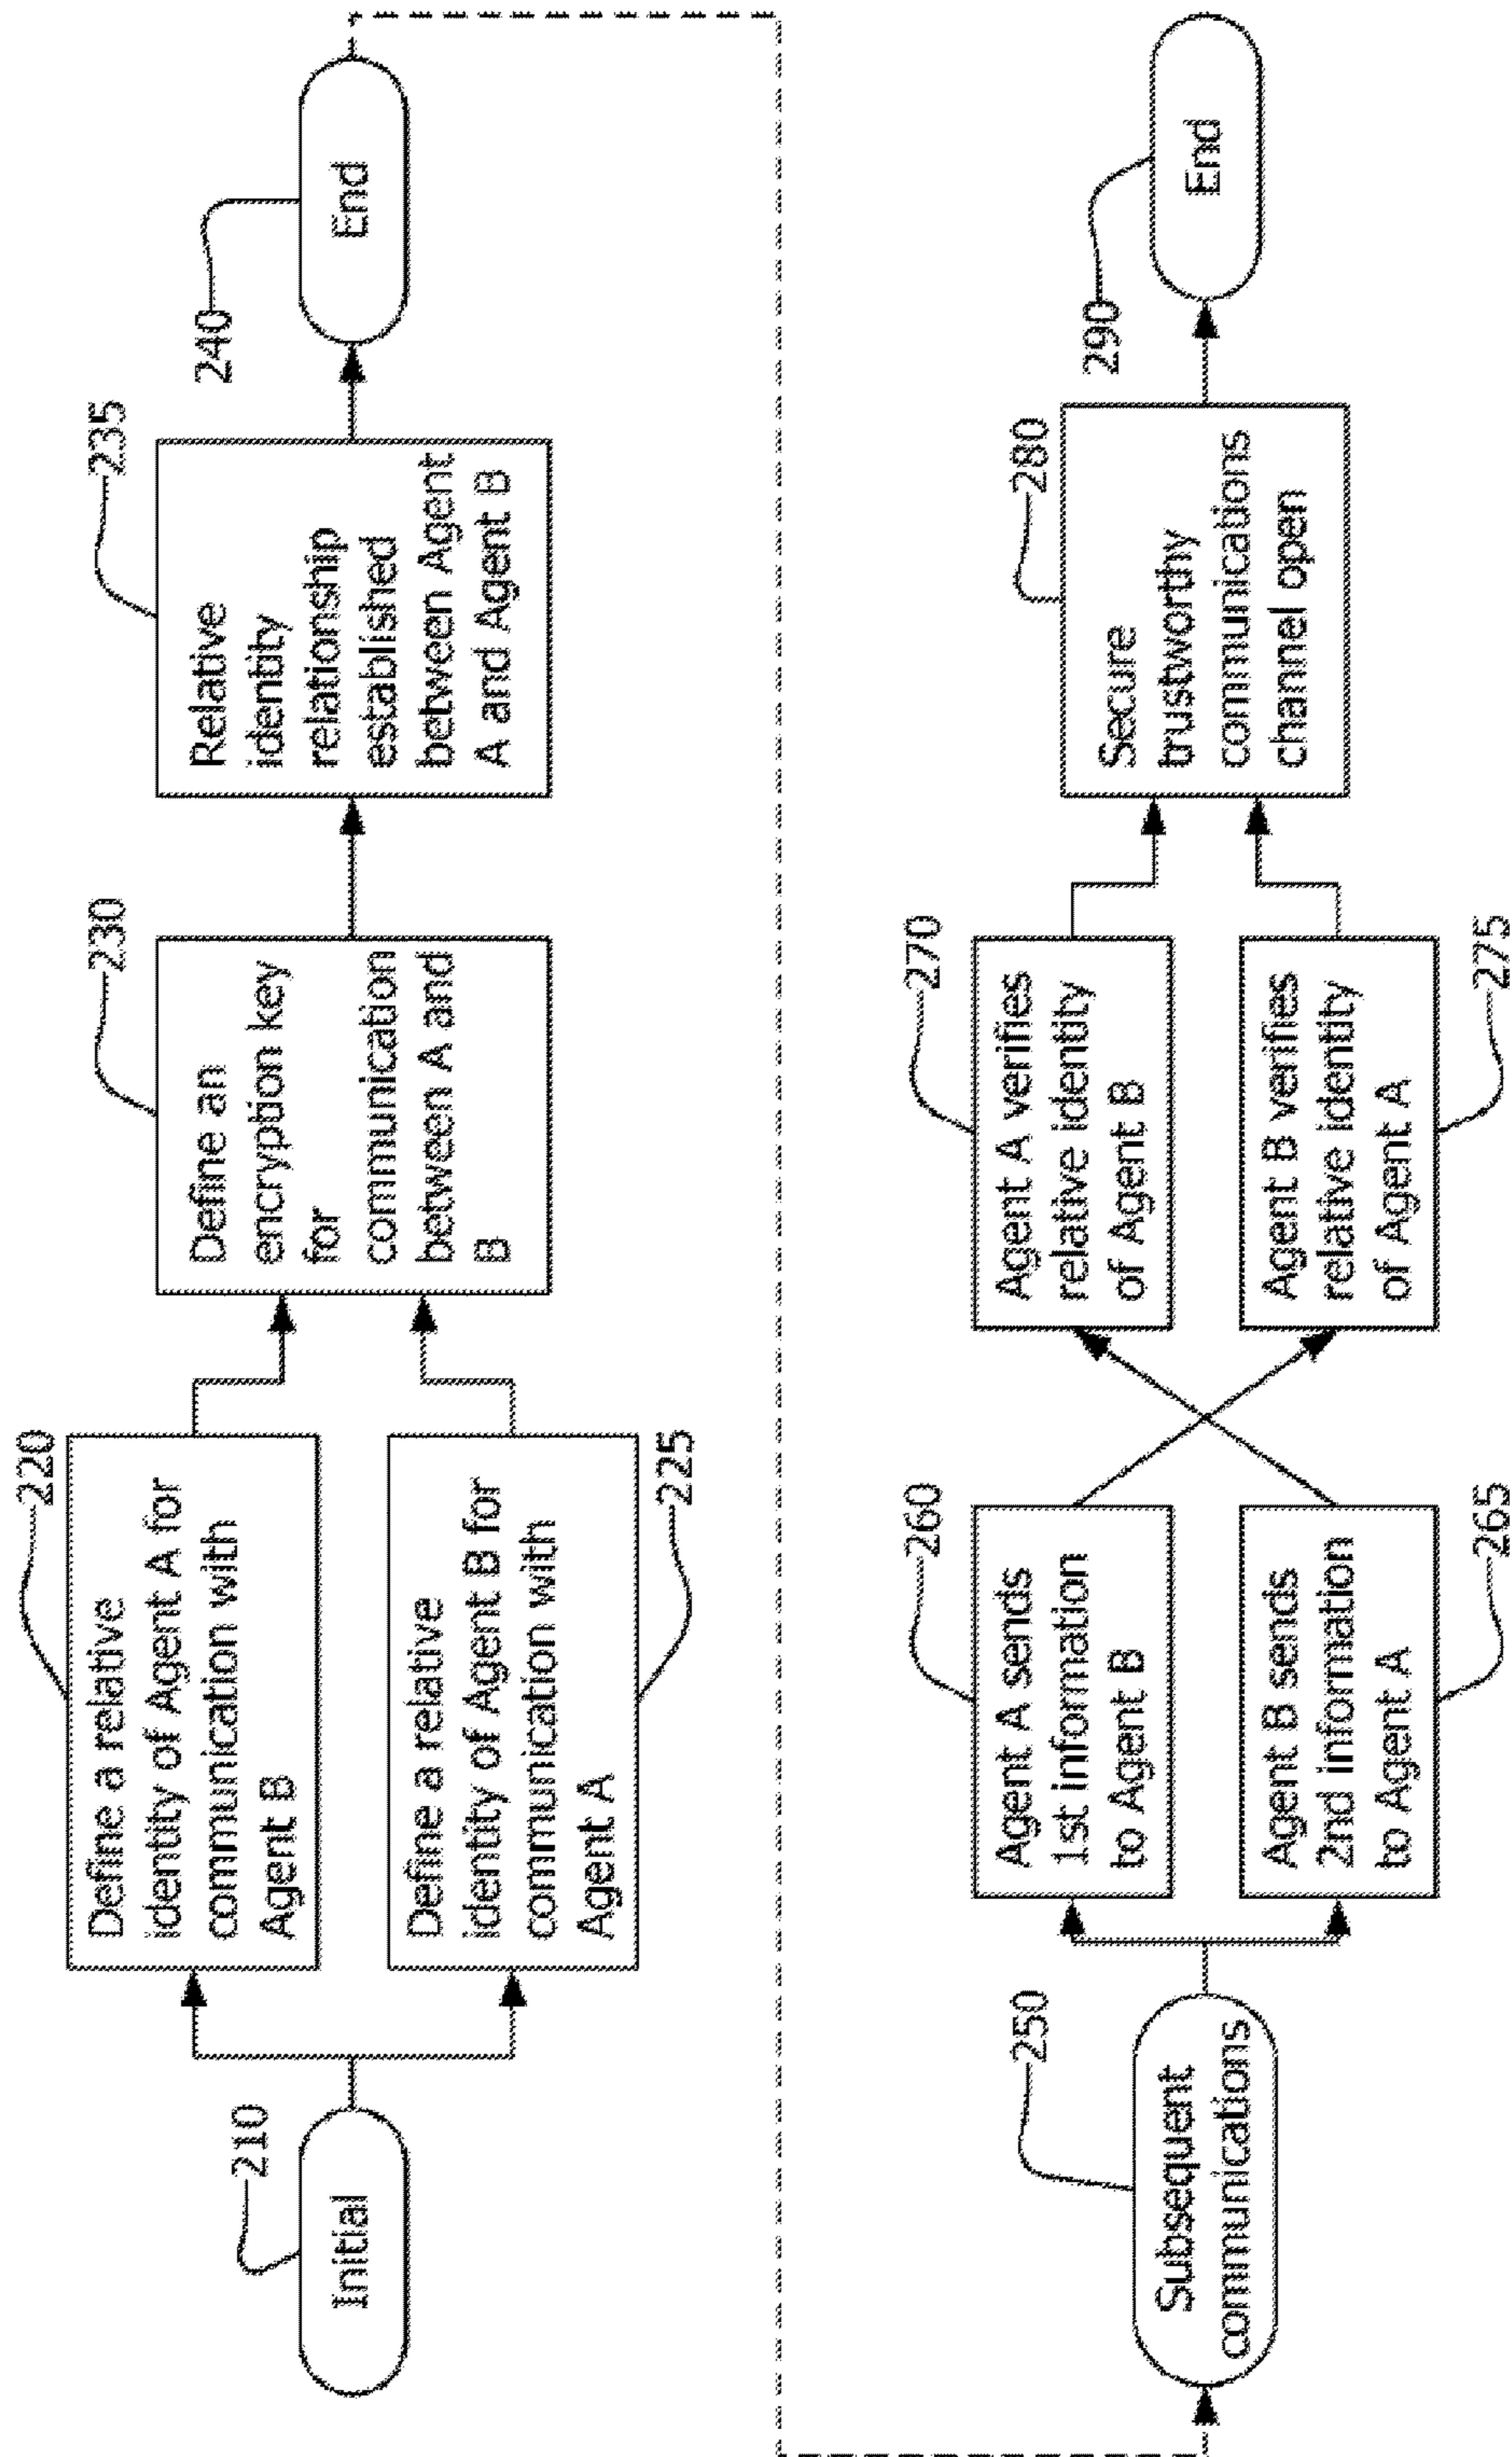 210
Initial
220
Define a relative
identity of Agent A for
communication with
Agent B
Define a relative
identity of Agent B for
communication with
Agent A
225
230
Define an
encryption key
for
communication
between A and
B
235
Relative
identity
relationship
established
between Agent
A and Agent B
240
End
250
Subsequent
communications
260
Agent A sends
1st information
to Agent B
Agent B sends
2nd information
to Agent A
265
270
Agent A verifies
relative identity
of Agent B
Agent B verifies
relative identity
of Agent A
275
280
Secure
trustworthy
communications
channel open
290
End